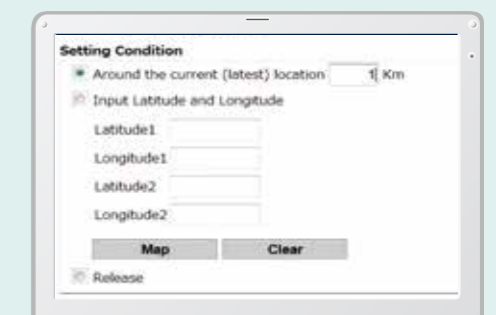 Setting Condition
Around the current (latest) location 1 Km
Input Latitude and Longitude
Latitude1
Longitude1
Latitude2
Longitude2
Map Clear
Release